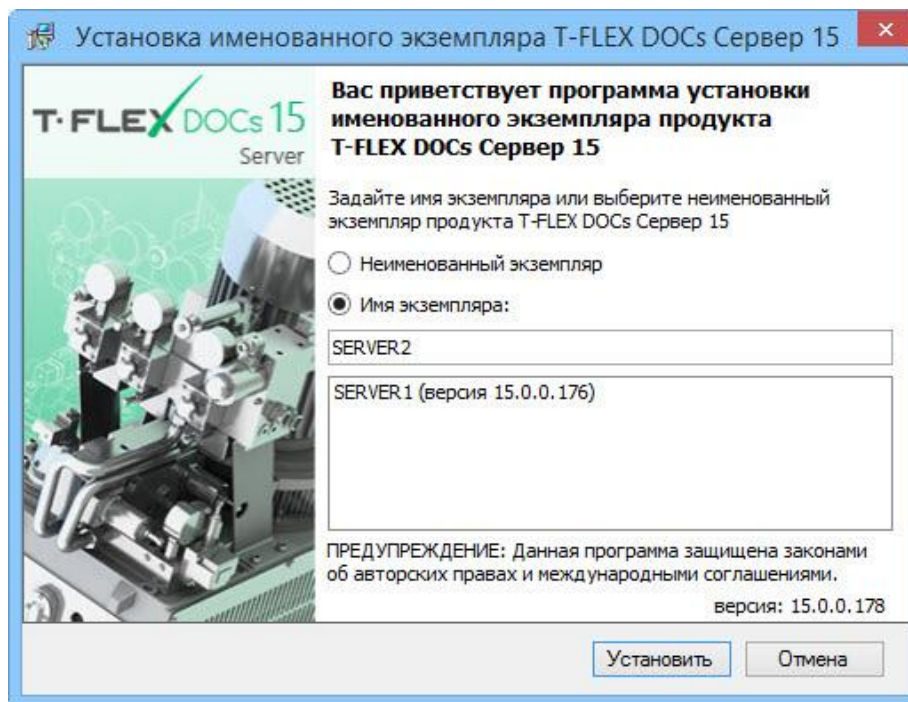 Установка именованного экземпляра T-FLEX DOCs Сервер 15
T-FLEX DOCs 15
Server
Вас приветствует программа установки
именованного экземпляра продукта
T-FLEX DOCs Сервер 15
Задайте имя экземпляра или выберите неименованный
экземпляр продукта T-FLEX DOCs Сервер 15
Неименованный экземпляр
Имя экземпляра:
SERVER2
SERVER1 (версия 15.0.0.176)
ПРЕДУПРЕЖДЕНИЕ: Данная программа защищена законами
об авторских правах и международными соглашениями.
версия: 15.0.0.178
Установить Отмена